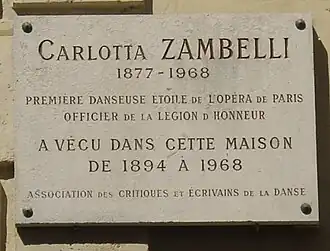 CARLOTTA ZAMBELLI
1877-1968
PREMIÈRE DANSEUSE ÉTOILE DE L'OPÉRA DE PARIS
OFFICIER DE LA LÉGION D'HONNEUR
A VÉCU DANS CETTE MAISON
DE 1894 À 1968
ASSOCIATION DES CRITIQUES ET ÉCRIVAINS DE LA DANSE